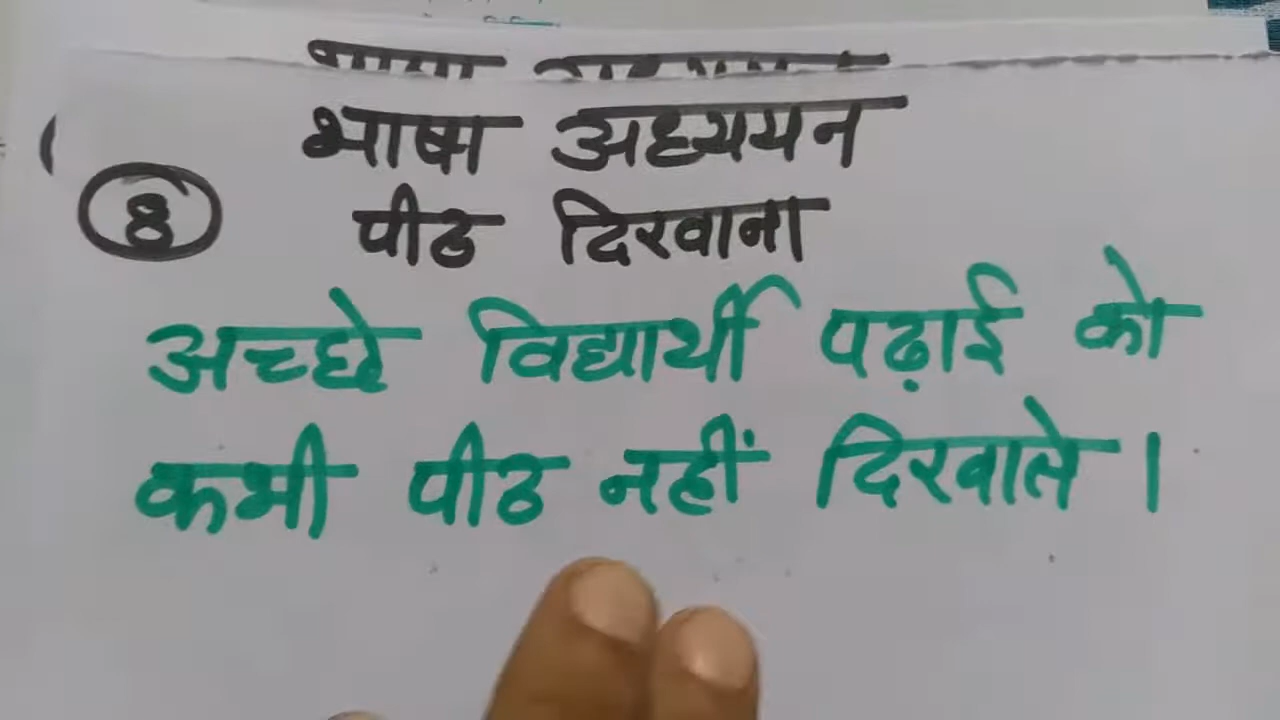 भाषा अध्ययन
8 पीठ दिखाना
अच्छे विद्यार्थी पढ़ाई को
कभी पीठ नहीं दिखाते।